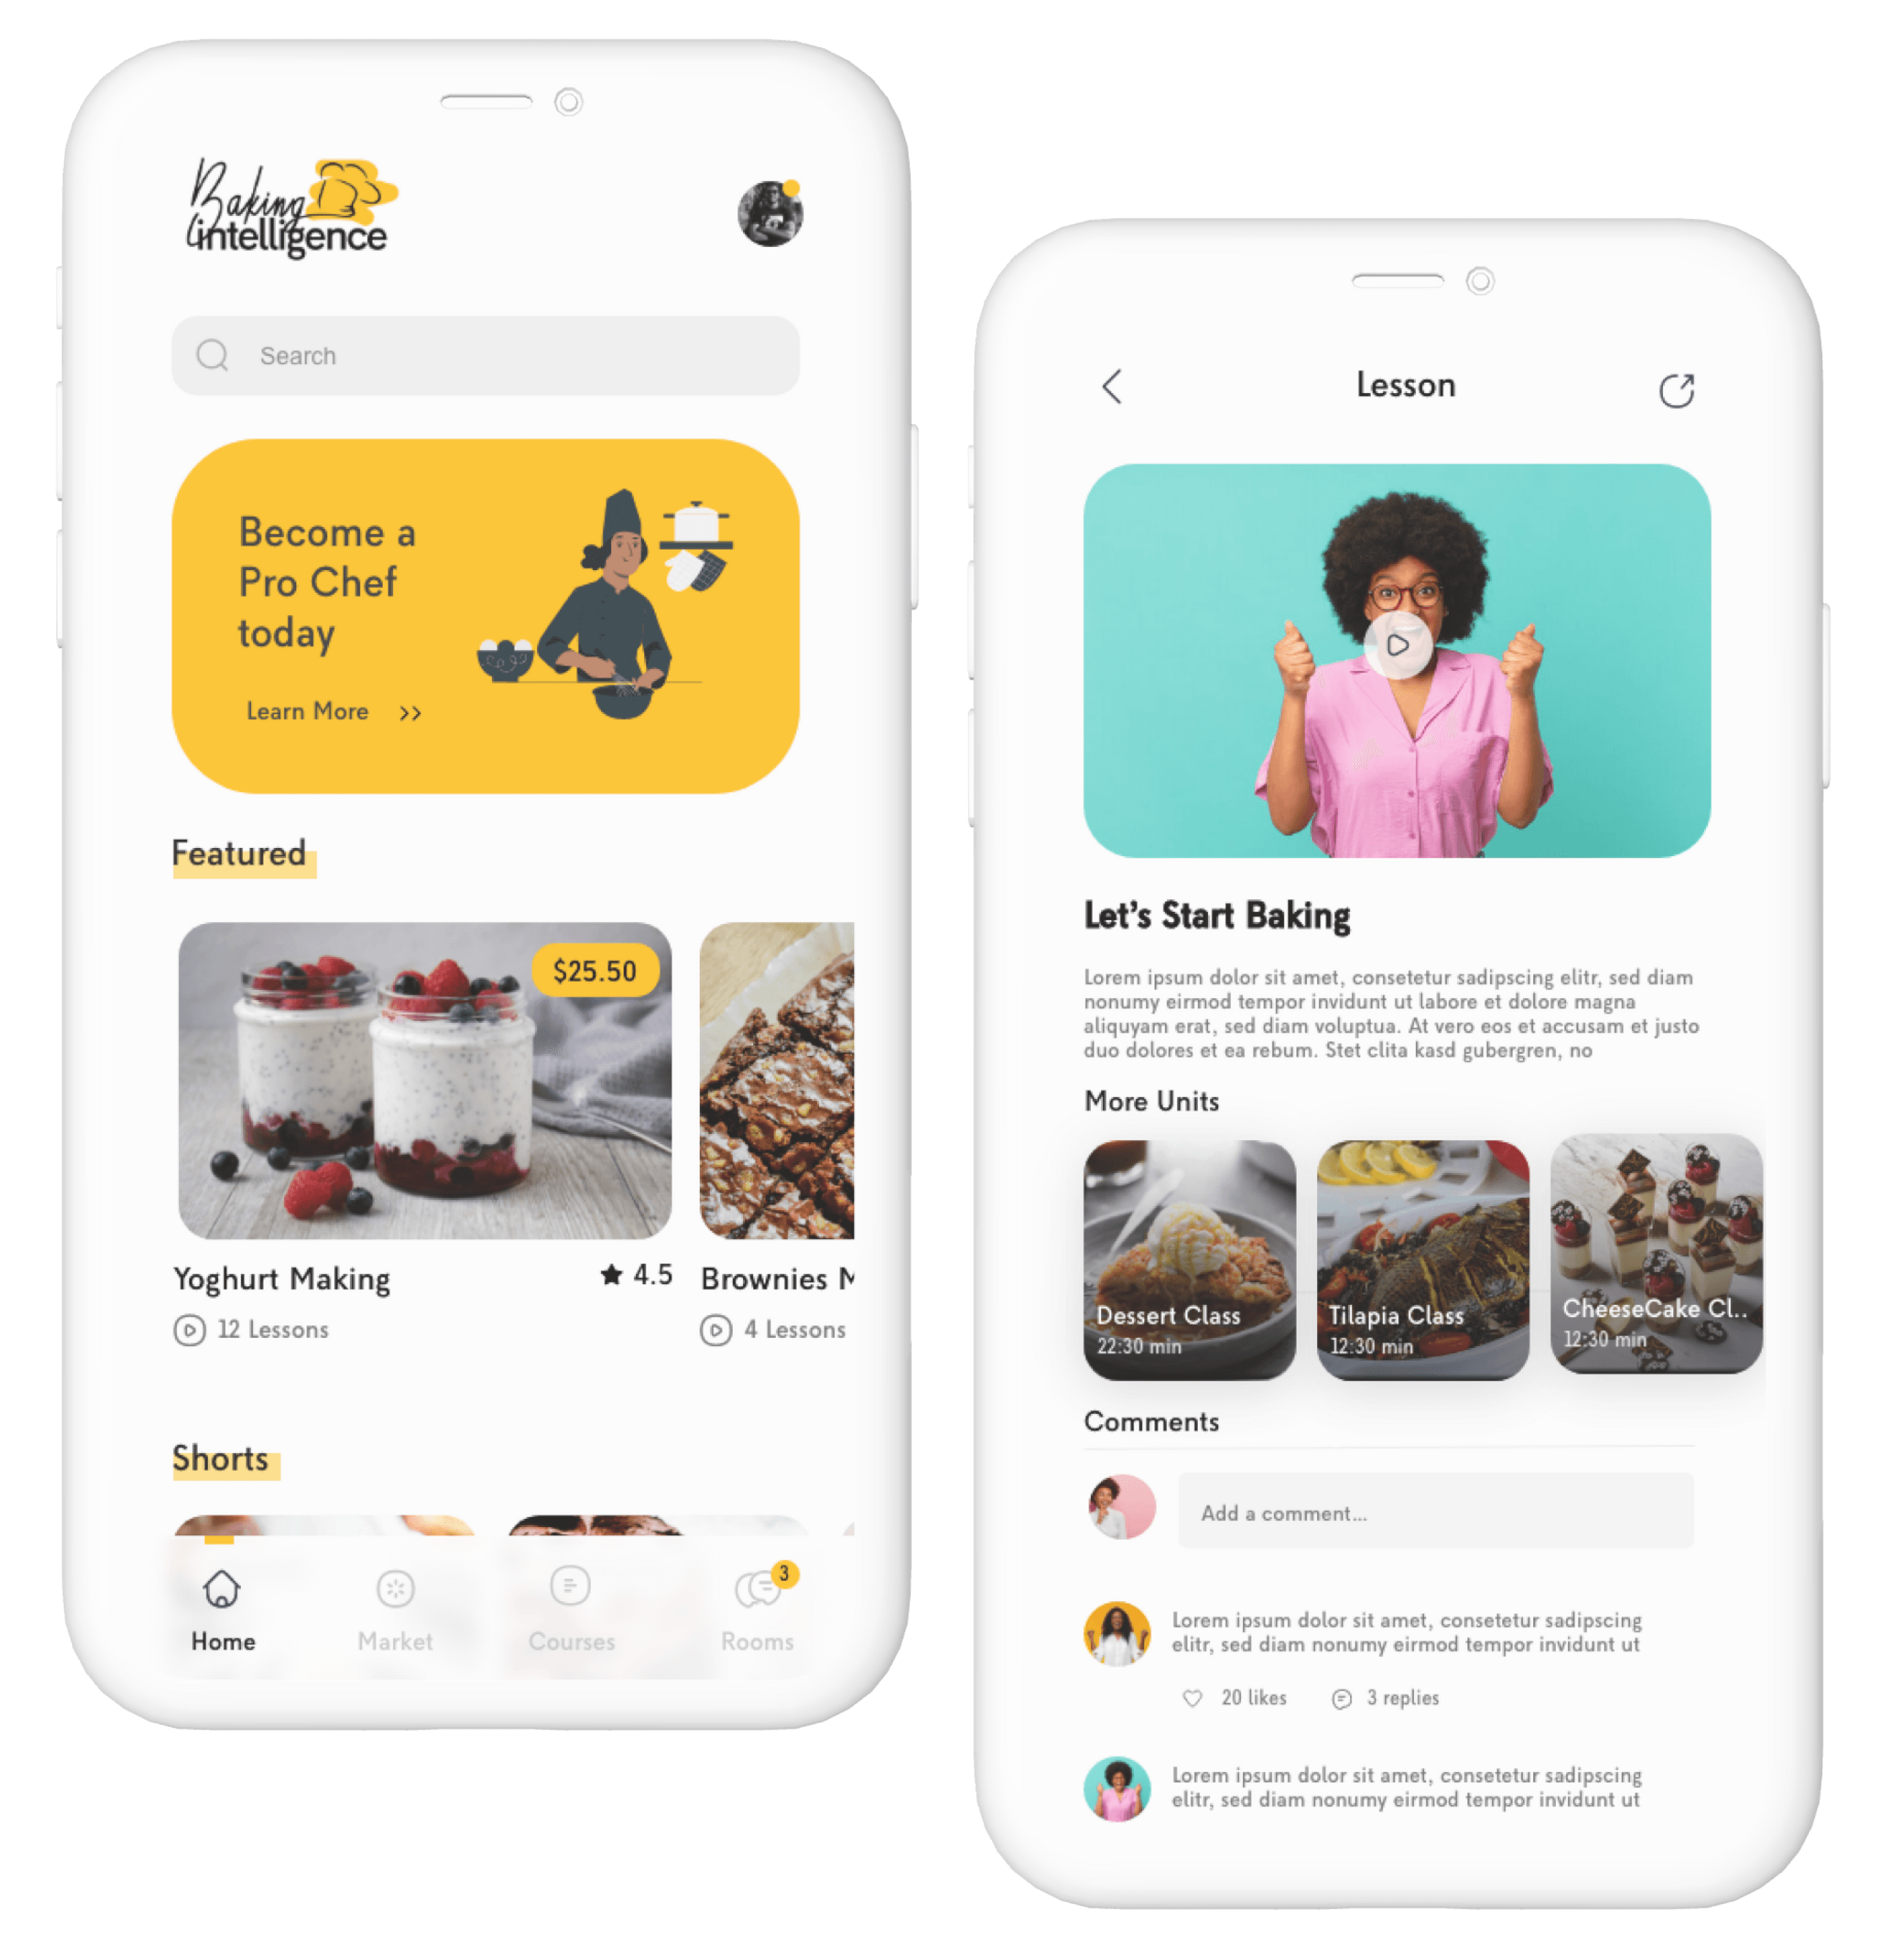 Baking
intelligence
Search
Become a
Pro Chef
today
Learn More >>
Featured
$25.50
Yoghurt Making
★ 4.5
12 Lessons
Brownies
4 Lessons
Shorts
Home
Market
Courses
3
Rooms
Lesson
Let's Start Baking
Lorem ipsum dolor sit amet, consetetur sadipscing elitr, sed diam
nonumy eirmod tempor invidunt ut labore et dolore magna
aliquyam erat, sed diam voluptua. At vero eos et accusam et justo
duo dolores et ea rebum. Stet clita kasd gubergren, no
More Units
Dessert Class
22:30 min
Tilapia Class
12:30 min
CheeseCake Cl..
12:30 min
Comments
Add a comment...
Lorem ipsum dolor sit amet, consetetur sadipscing
elitr, sed diam nonumy eirmod tempor invidunt ut
20 likes
3 replies
Lorem ipsum dolor sit amet, consetetur sadipscing
elitr, sed diam nonumy eirmod tempor invidunt ut